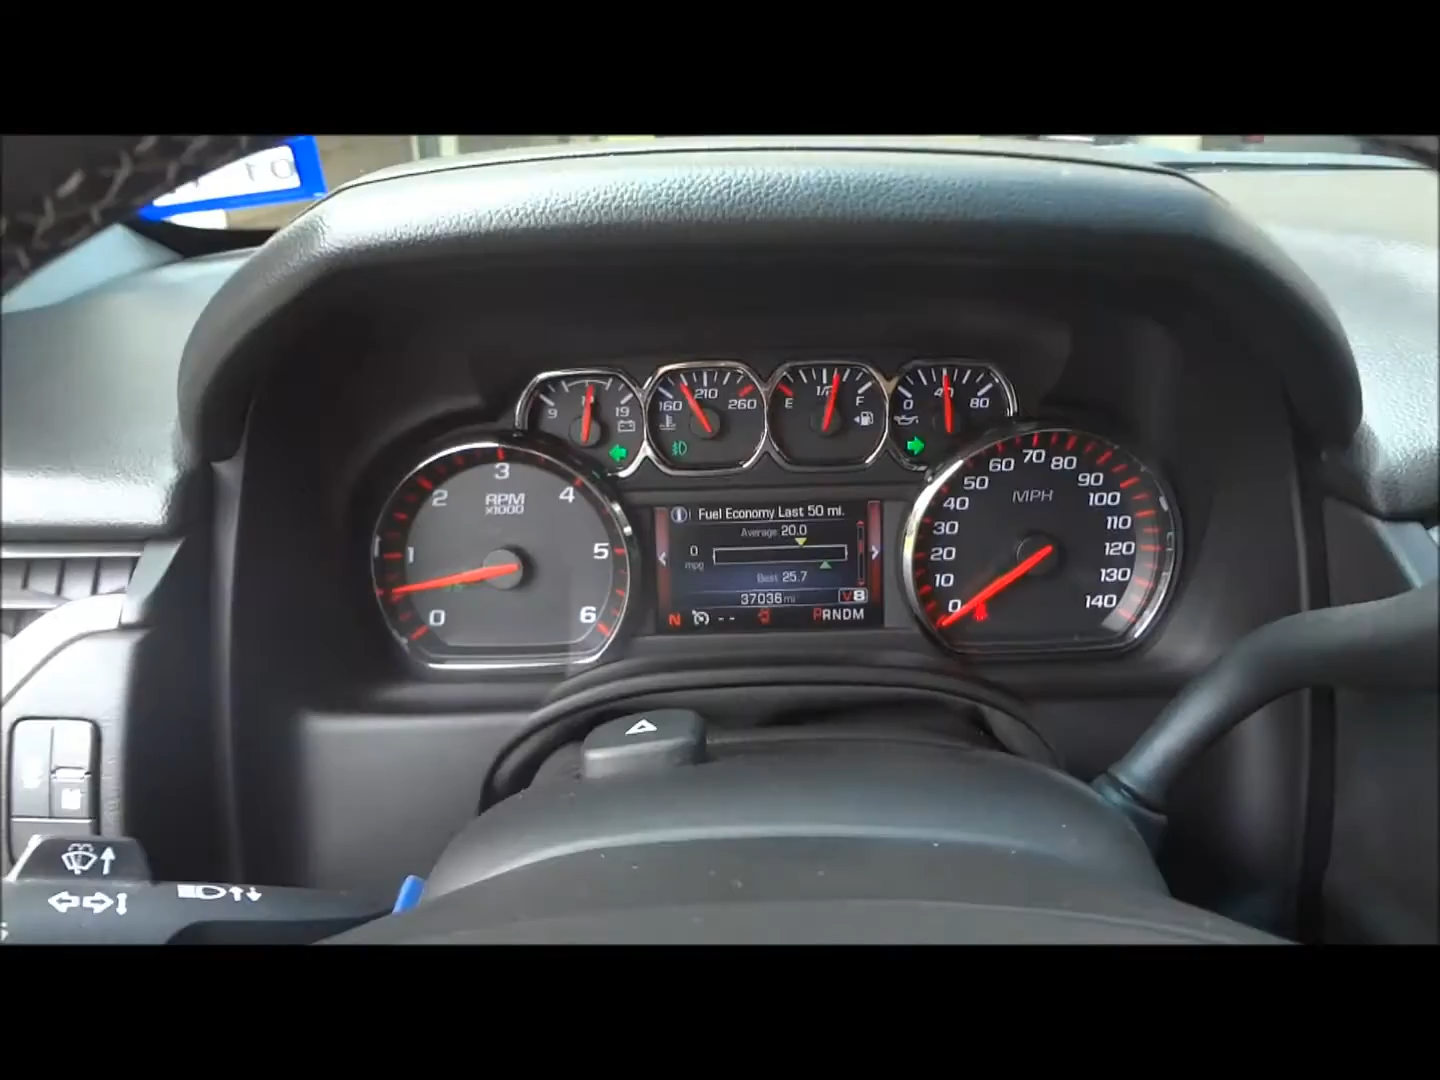 9 14 19
160 210 260
E 1/2 F
0 40 80
0 1 2 3 4 5 6
RPM
x1000
Fuel Economy Last 50 mi.
Average 20.0
0
mpg
Best 25.7
37036 mi
V8
N -- PRNDM
0 10 20 30 40 50 60 70 80 90 100 110 120 130 140
MPH